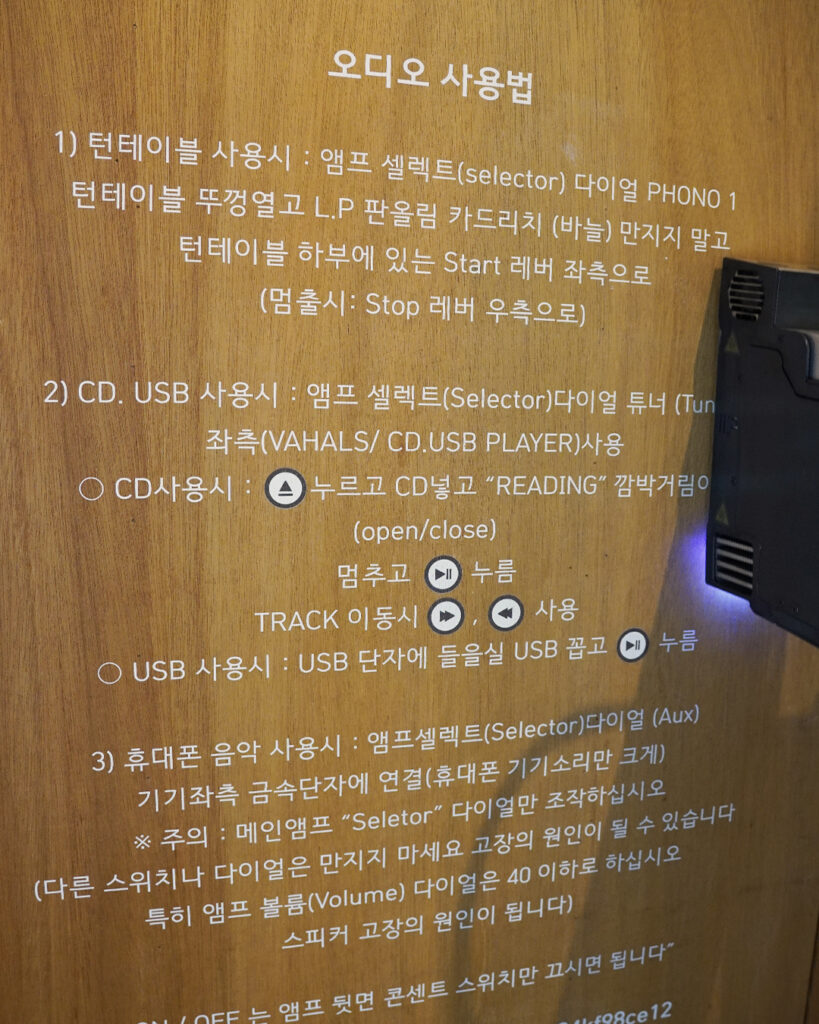 오디오 사용법
1) 턴테이블 사용시 : 앰프 셀렉트(selector) 다이얼 PHONO 1
턴테이블 뚜껑열고 L.P 판올림 카드리치 (바늘) 만지지 말고
턴테이블 하부에 있는 Start 레버 좌측으로
(멈출시: Stop 레버 우측으로)
2) CD. USB 사용시 : 앰프 셀렉트(Selector)다이얼 튜너 (Tun
좌측(VAHALS/ CD.USB PLAYER)사용
○ CD사용시 : 누르고 CD넣고 “READING” 깜박거림이
(open/close)
멈추고 누름
TRACK 이동시 , 사용
○ USB 사용시 : USB 단자에 들을실 USB 꼽고 누름
3) 휴대폰 음악 사용시 : 앰프셀렉트(Selector)다이얼 (Aux)
기기좌측 금속단자에 연결(휴대폰 기기소리만 크게)
※ 주의 : 메인앰프 “Seletor” 다이얼만 조작하십시오
(다른 스위치나 다이얼은 만지지 마세요 고장의 원인이 될 수 있습니다
특히 앰프 볼륨(Volume) 다이얼은 40 이하로 하십시오
스피커 고장의 원인이 됩니다)
ON / OFF 는 앰프 뒷면 콘센트 스위치만 끄시면 됩니다”